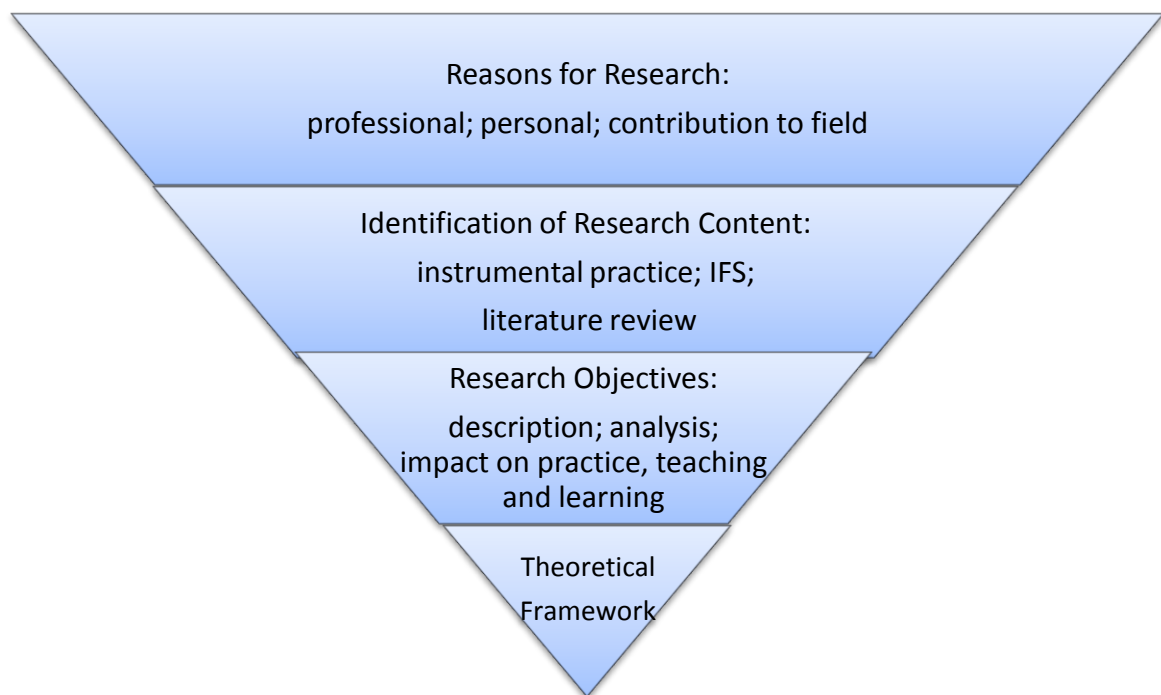 Reasons for Research:
professional; personal; contribution to field
Identification of Research Content:
instrumental practice; IFS;
literature review
Research Objectives:
description; analysis;
impact on practice, teaching
and learning
Theoretical
Framework